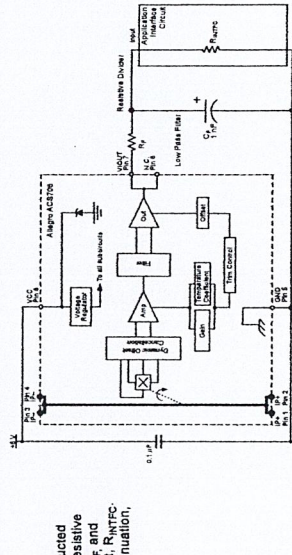 ucted
esistive
F, and
, RINTFC.
nuation,
+5 V
0.1 µF
VCC
Pin 8
Allegro ACS706
Voltage
Regulator
To all subcircuits
Pin 3
IP–
Pin 4
IP–
Dynamic Offset
Cancellation
Amp
Filter
Out
VIOUT
Pin 7
N.C.
Pin 6
Gain
Temperature
Coefficient
Offset
Trim Control
IP+
Pin 1
IP+
Pin 2
GND
Pin 5
Resistive Divider
RF
Low Pass Filter
CF
1 nF
Input
Application
Interface
Circuit
RINTFC